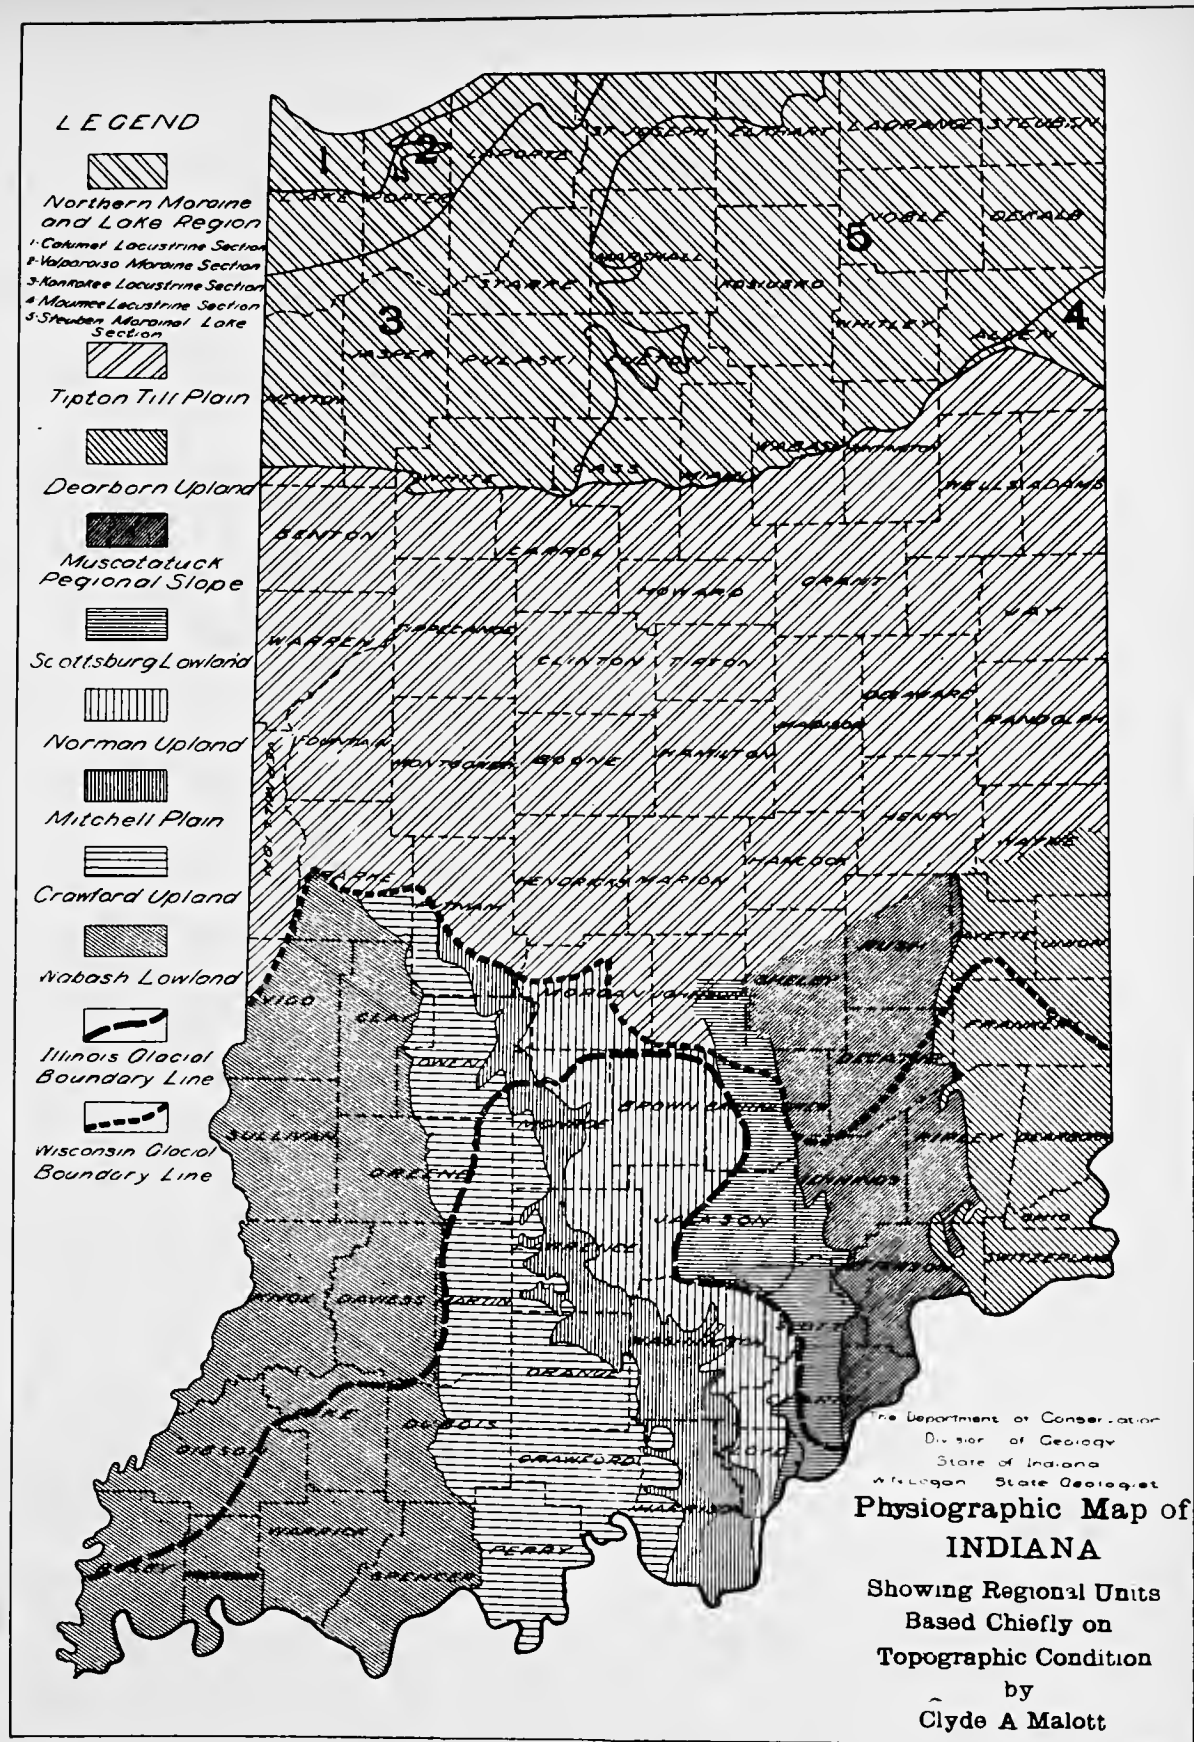 LEGEND
Northern Moraine
and Lake Region
1-Calumet Lacustrine Section
2-Valparaiso Moraine Section
3-Kankakee Lacustrine Section
4-Maumee Lacustrine Section
5-Steuben Morainal Lake
Section
Tipton Till Plain
Dearborn Upland
Muscatatuck
Regional Slope
Scottsburg Lowland
Norman Upland
Mitchell Plain
Crawford Upland
Wabash Lowland
Illinois Glacial
Boundary Line
Wisconsin Glacial
Boundary Line
1
2
3
4
5
ST JOSEPH
ELKHART
LAGRANGE
STEUBEN
LAPORTE
LAKE
PORTER
NOBLE
DEKALB
MARSHALL
STARKE
KOSIUSKO
WHITLEY
ALLEN
JASPER
PULASKI
FULTON
NEWTON
WABASH
HUNTINGTON
WHITE
CASS
MIAMI
WELLS
ADAMS
BENTON
CARROL
HOWARD
GRANT
JAY
WARREN
TIPPECANOE
CLINTON
TIPTON
DELAWARE
MADISON
RANDOLPH
FOUNTAIN
MONTGOMERY
BOONE
HAMILTON
VERMILLION
HENRY
WAYNE
HANCOCK
PARKE
PUTNAM
HENDRICKS
MARION
RUSH
FAYETTE
UNION
SHELBY
VIGO
CLAY
MORGAN
JOHNSON
FRANKLIN
OWEN
DECATUR
BROWN
BARTHOLOMEW
SULLIVAN
MONROE
RIPLEY
DEARBORN
GREENE
JENNINGS
JACKSON
OHIO
LAWRENCE
JEFFERSON
SWITZERLAND
KNOX
DAVIESS
MARTIN
SCOTT
WASHINGTON
ORANGE
CLARK
PIKE
DUBOIS
GIBSON
FLOYD
CRAWFORD
HARRISON
WARRICK
PERRY
POSEY
SPENCER
The Department of Conservation
Division of Geology
State of Indiana
W N Logan State Geologist
Physiographic Map of
INDIANA
Showing Regional Units
Based Chiefly on
Topographic Condition
by
Clyde A Malott